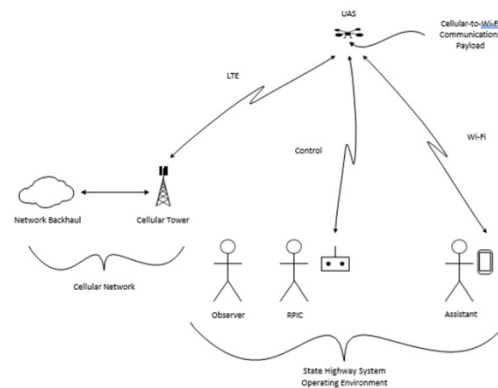 UAS
Cellular-to-Wi-Fi
Communication
Payload
LTE
Control
Wi-Fi
Network Backhaul
Cellular Tower
Cellular Network
Observer
RPIC
Assistant
State Highway System
Operating Environment